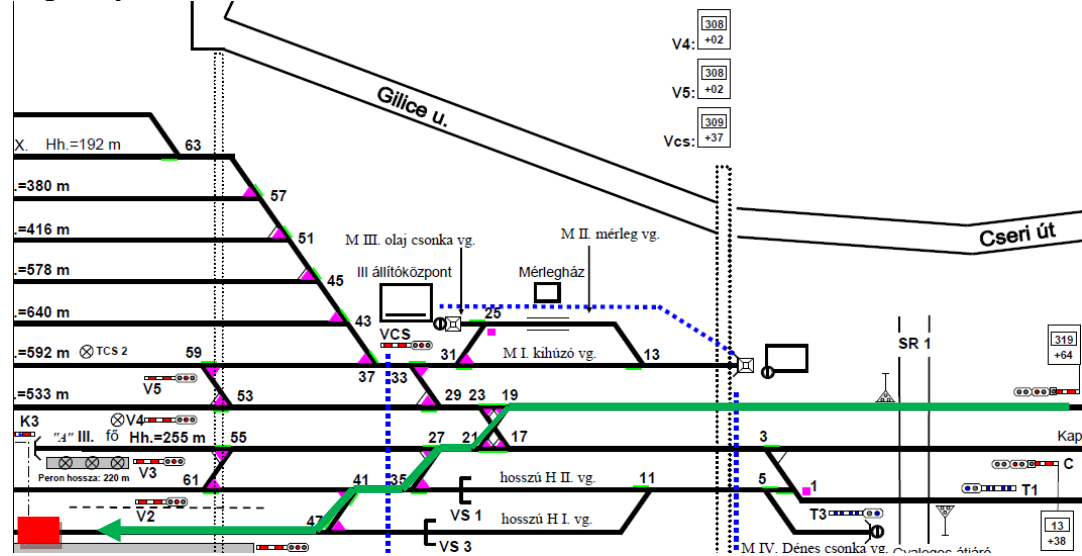 V4:
308
+02
V5:
308
+02
Vcs:
309
+37
Gilice u.
Cseri út
X. Hh.=192 m
63
.=380 m
57
.=416 m
51
M III. olaj csonka vg.
M II. mérleg vg.
.=578 m
45
III állítóközpont
Mérlegház
.=640 m
43
25
VCS
SR 1
319
+64
.=592 m
TCS 2
59
37
33
31
M I. kihúzó vg.
13
V5
.=533 m
53
29
23
19
K3
V4
"A" III. fő Hh.=255 m
55
27
21
17
3
Kap
Peron hossza: 220 m
V3
C
61
41
35
hosszú H II. vg.
11
5
1
T1
V2
VS 1
47
hosszú H I. vg.
T3
13
+38
VS 3
M IV. Dénes csonka vg.
Gyalogos átjáró